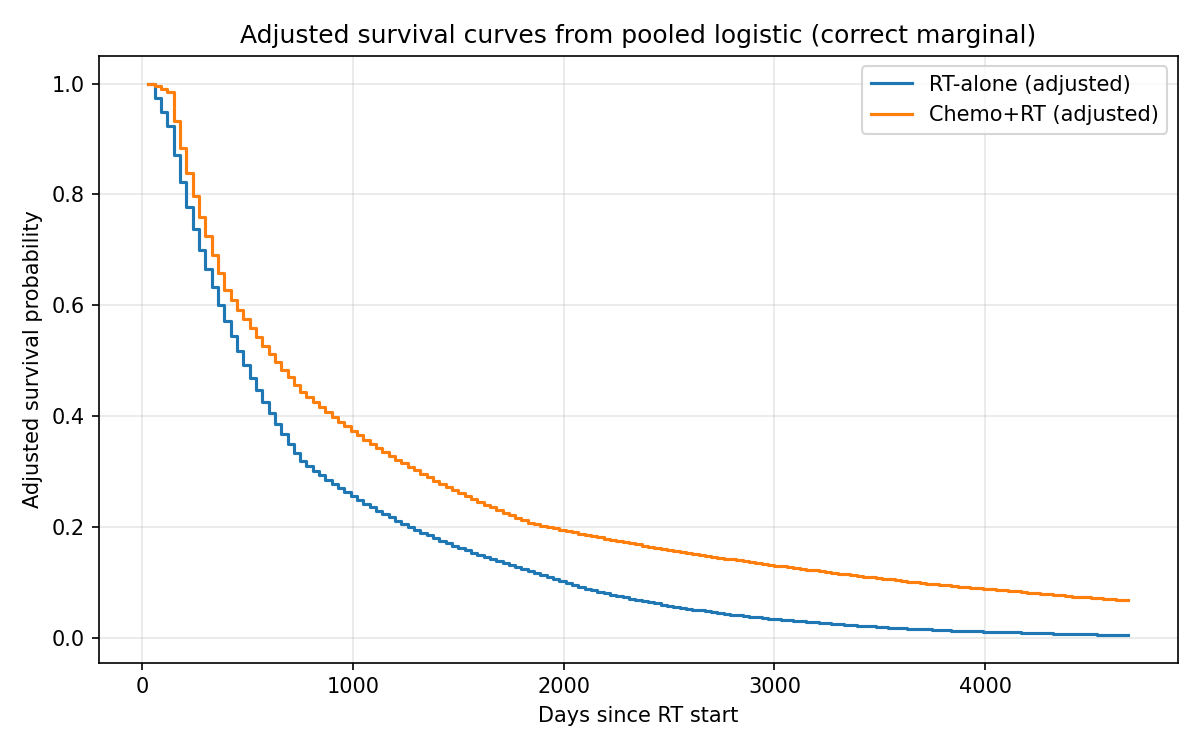 Adjusted survival curves from pooled logistic (correct marginal)
RT-alone (adjusted)
Chemo+RT (adjusted)
Adjusted survival probability
1.0
0.8
0.6
0.4
0.2
0.0
0 1000 2000 3000 4000
Days since RT start